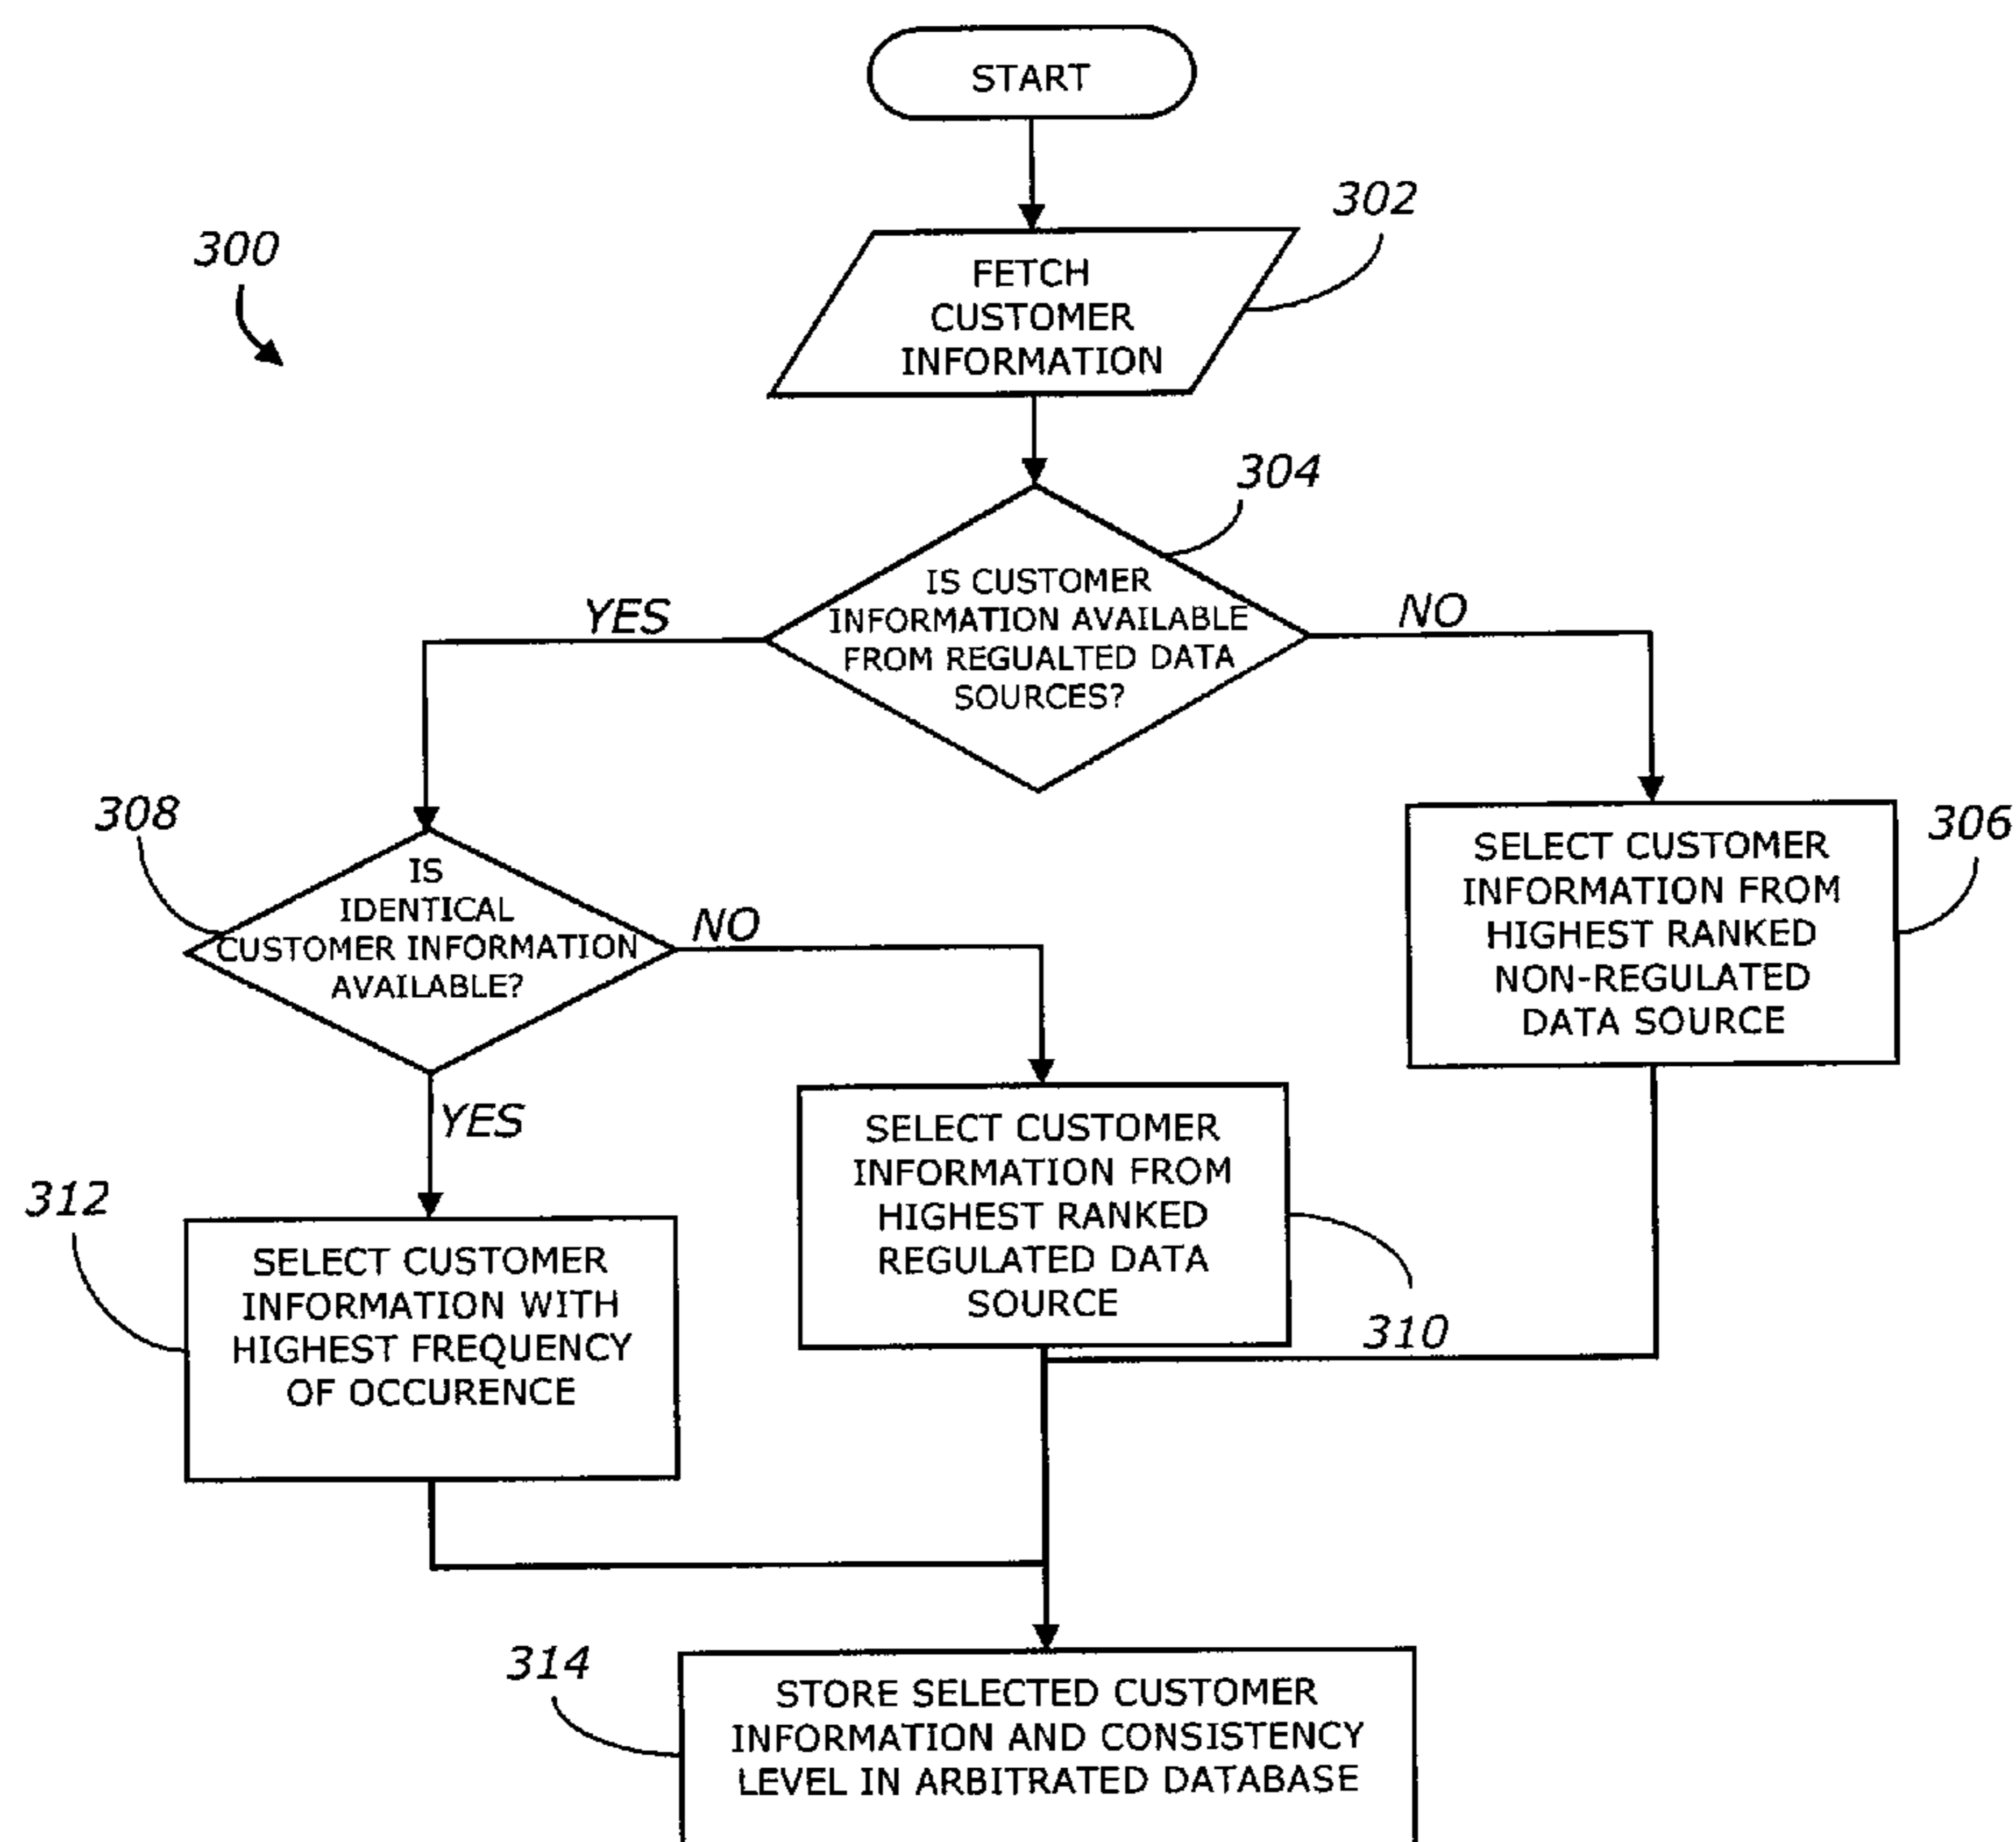 START
302
300
FETCH
CUSTOMER
INFORMATION
304
IS CUSTOMER
INFORMATION AVAILABLE
FROM REGUALTED DATA
SOURCES?
YES
NO
308
IS
IDENTICAL
CUSTOMER INFORMATION
AVAILABLE?
NO
YES
306
SELECT CUSTOMER
INFORMATION FROM
HIGHEST RANKED
NON-REGULATED
DATA SOURCE
SELECT CUSTOMER
INFORMATION FROM
HIGHEST RANKED
REGULATED DATA
SOURCE
310
312
SELECT CUSTOMER
INFORMATION WITH
HIGHEST FREQUENCY
OF OCCURENCE
314
STORE SELECTED CUSTOMER
INFORMATION AND CONSISTENCY
LEVEL IN ARBITRATED DATABASE